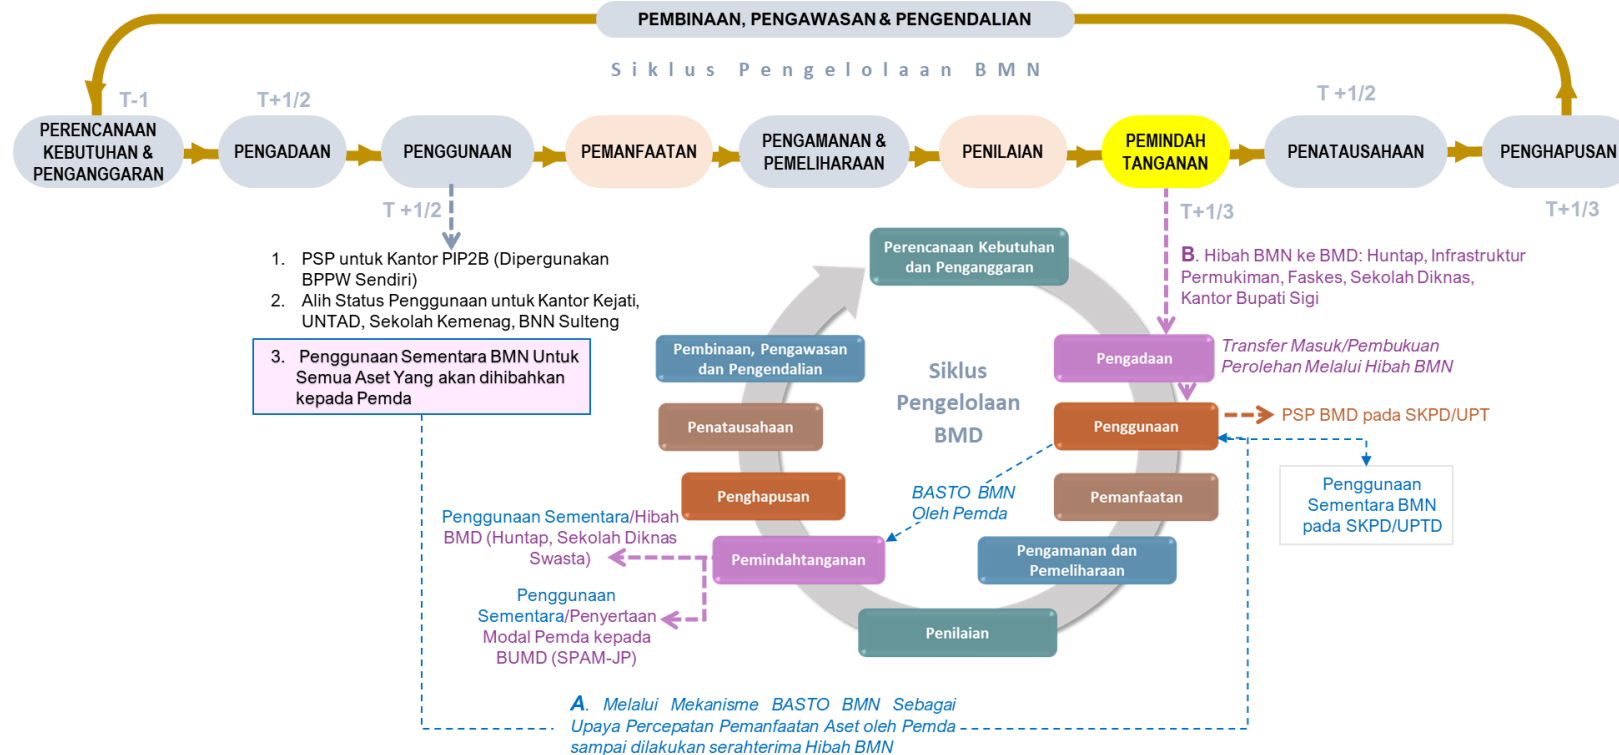 PEMBINAAN, PENGAWASAN & PENGENDALIAN
Siklus Pengelolaan BMN
T-1
T+1/2
T +1/2
PERENCANAAN
KEBUTUHAN &
PENGANGGARAN
PENGADAAN
PENGGUNAAN
PEMANFAATAN
PENGAMANAN &
PEMELIHARAAN
PENILAIAN
PEMINDAH
TANGANAN
PENATAUSAHAAN
PENGHAPUSAN
T +1/2
T+1/3
T+1/3
1. PSP untuk Kantor PIP2B (Dipergunakan
BPPW Sendiri)
2. Alih Status Penggunaan untuk Kantor Kejati,
UNTAD, Sekolah Kemenag, BNN Sulteng
3. Penggunaan Sementara BMN Untuk
Semua Aset Yang akan dihibahkan
kepada Pemda
B. Hibah BMN ke BMD: Huntap, Infrastruktur
Permukiman, Faskes, Sekolah Diknas,
Kantor Bupati Sigi
Perencanaan Kebutuhan
dan Penganggaran
Pengadaan
Transfer Masuk/Pembukuan
Perolehan Melalui Hibah BMN
Penggunaan
PSP BMD pada SKPD/UPT
Penggunaan
Sementara BMN
pada SKPD/UPTD
Pemanfaatan
Pengamanan dan
Pemeliharaan
Penilaian
Pemindahtanganan
Penghapusan
Penatausahaan
Pembinaan, Pengawasan
dan Pengendalian
Siklus
Pengelolaan
BMD
BASTO BMN
Oleh Pemda
Penggunaan Sementara/Hibah
BMD (Huntap, Sekolah Diknas
Swasta)
Penggunaan
Sementara/Penyertaan
Modal Pemda kepada
BUMD (SPAM-JP)
A. Melalui Mekanisme BASTO BMN Sebagai
Upaya Percepatan Pemanfaatan Aset oleh Pemda
sampai dilakukan serahterima Hibah BMN